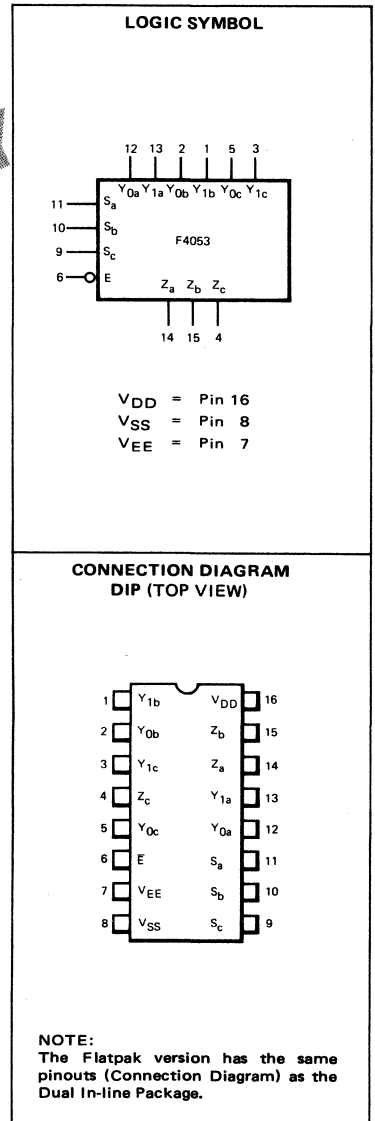 LOGIC SYMBOL
12 13 2 1 5 3
Y0a Y1a Y0b Y1b Y0c Y1c
11 Sa
10 Sb
F4053
9 Sc
6 E
Za Zb Zc
14 15 4
VDD = Pin 16
VSS = Pin 8
VEE = Pin 7
CONNECTION DIAGRAM
DIP (TOP VIEW)
1 Y1b VDD 16
2 Y0b Zb 15
3 Y1c Za 14
4 Zc Y1a 13
5 Y0c Y0a 12
6 E̅ Sa 11
7 VEE Sb 10
8 VSS Sc 9
NOTE:
The Flatpak version has the same
pinouts (Connection Diagram) as the
Dual In-line Package.